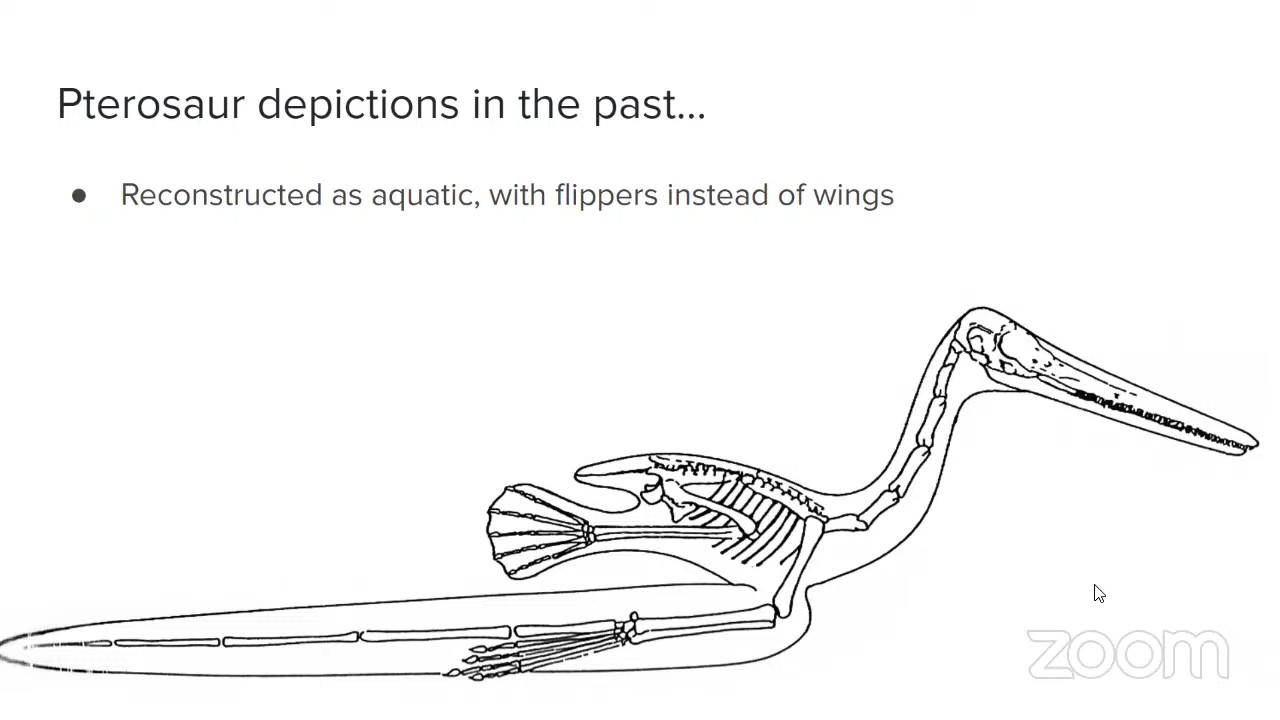 Pterosaur depictions in the past...
● Reconstructed as aquatic, with flippers instead of wings
zoom